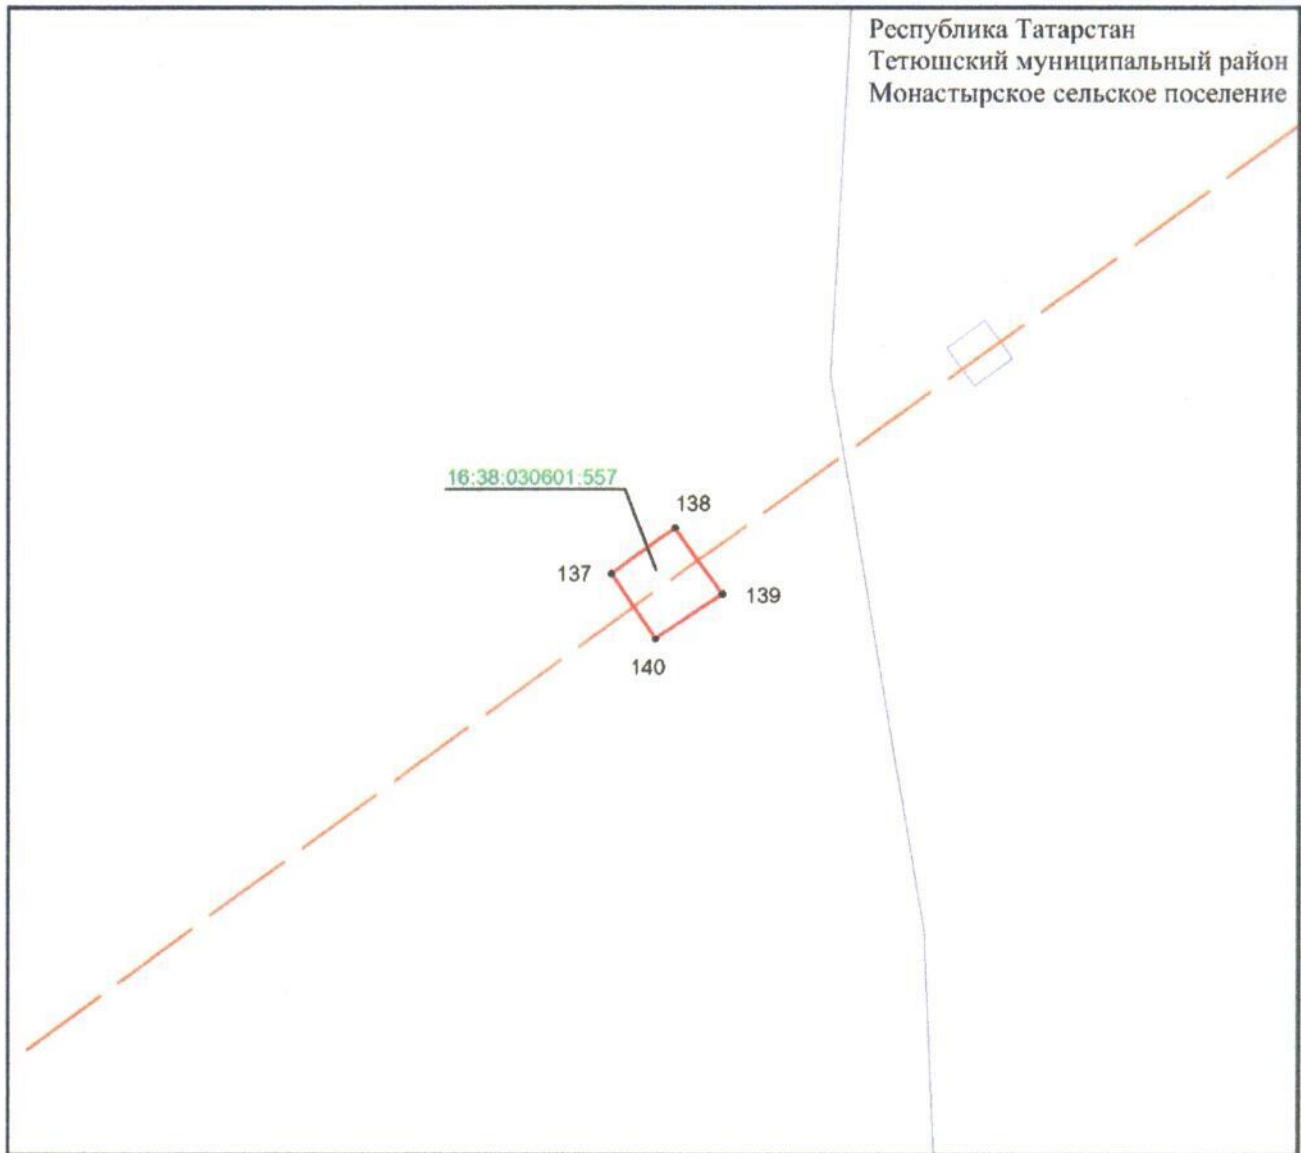 Республика Татарстан
Тетюшский муниципальный район
Монастырское сельское поселение
16:38:030601:557
138
137
139
140